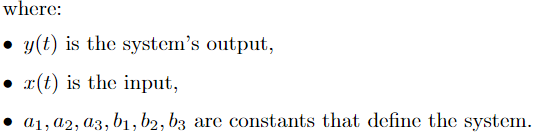 where:
• y(t) is the system's output,
• x(t) is the input,
• a₁, a₂, a₃, b₁, b₂, b₃ are constants that define the system.